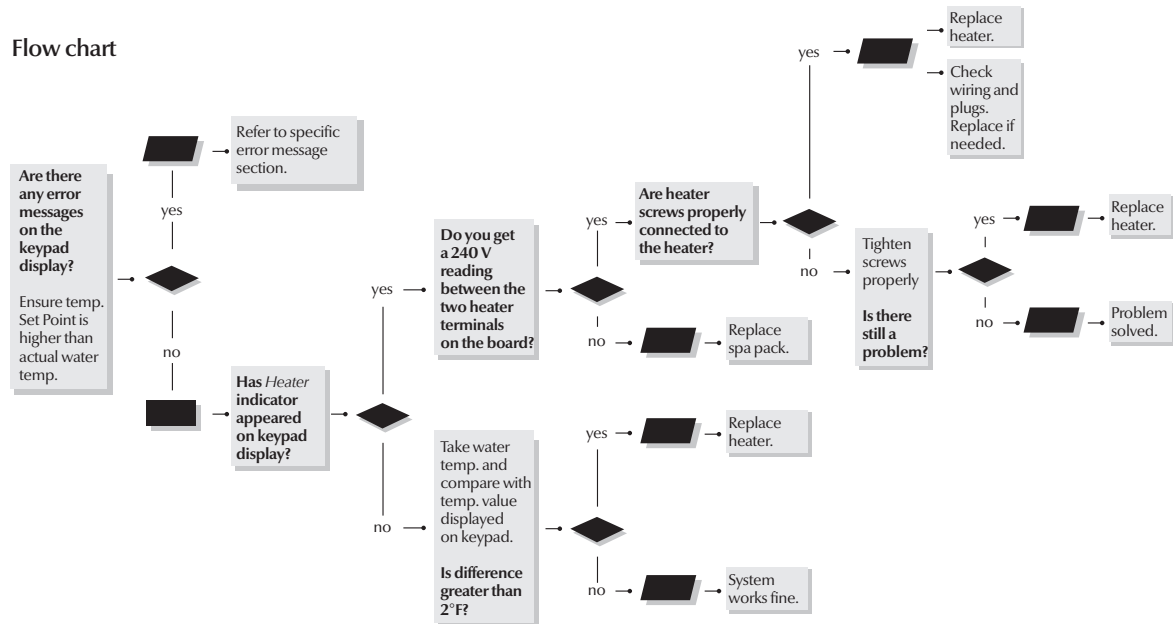 Flow chart
Are there
any error
messages
on the
keypad
display?
Ensure temp.
Set Point is
higher than
actual water
temp.
yes
Refer to specific
error message
section.
no
Has Heater
indicator
appeared
on keypad
display?
yes
Do you get
a 240 V
reading
between the
two heater
terminals
on the board?
yes
Are heater
screws properly
connected to
the heater?
yes
Replace
heater.
Check
wiring and
plugs.
Replace if
needed.
no
Tighten
screws
properly
Is there
still a
problem?
yes
Replace
heater.
no
Problem
solved.
no
Replace
spa pack.
no
Take water
temp. and
compare with
temp. value
displayed
on keypad.
Is difference
greater than
2°F?
yes
Replace
heater.
no
System
works fine.